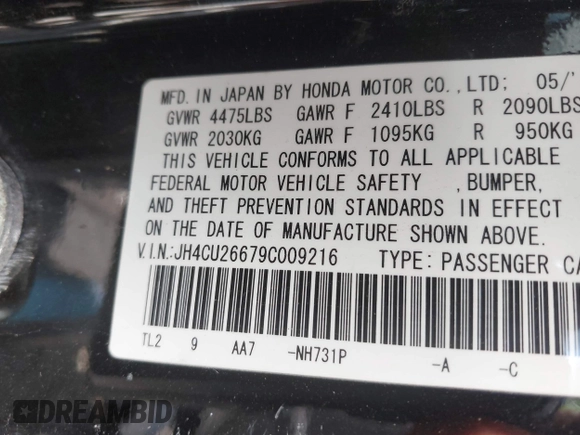 MFD. IN JAPAN BY HONDA MOTOR CO.,LTD; 05/
GVWR 4475LBS GAWR F 2410LBS R 2090LBS
GVWR 2030KG GAWR F 1095KG R 950KG
THIS VEHICLE CONFORMS TO ALL APPLICABLE
FEDERAL MOTOR VEHICLE SAFETY , BUMPER,
AND THEFT PREVENTION STANDARDS IN EFFECT
ON THE DATE OF MANUFACTURE SHOWN ABOVE.
V.I.N:JH4CU26679C009216 TYPE: PASSENGER CA
TL2 9 AA7 -NH731P -A -C
DREAMBID